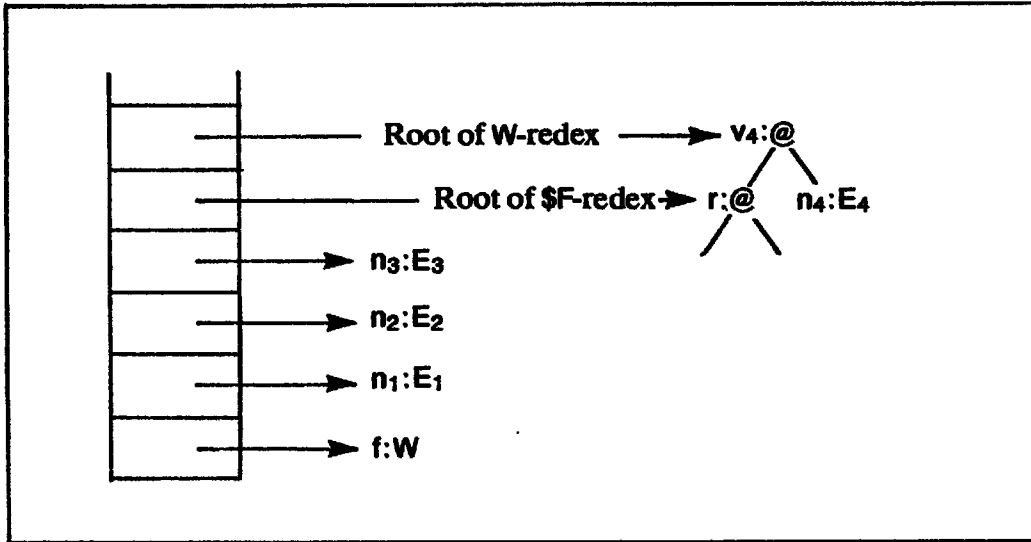 Root of W-redex v₄:@
Root of $F-redex r:@ n₄:E₄
n₃:E₃
n₂:E₂
n₁:E₁
f:W